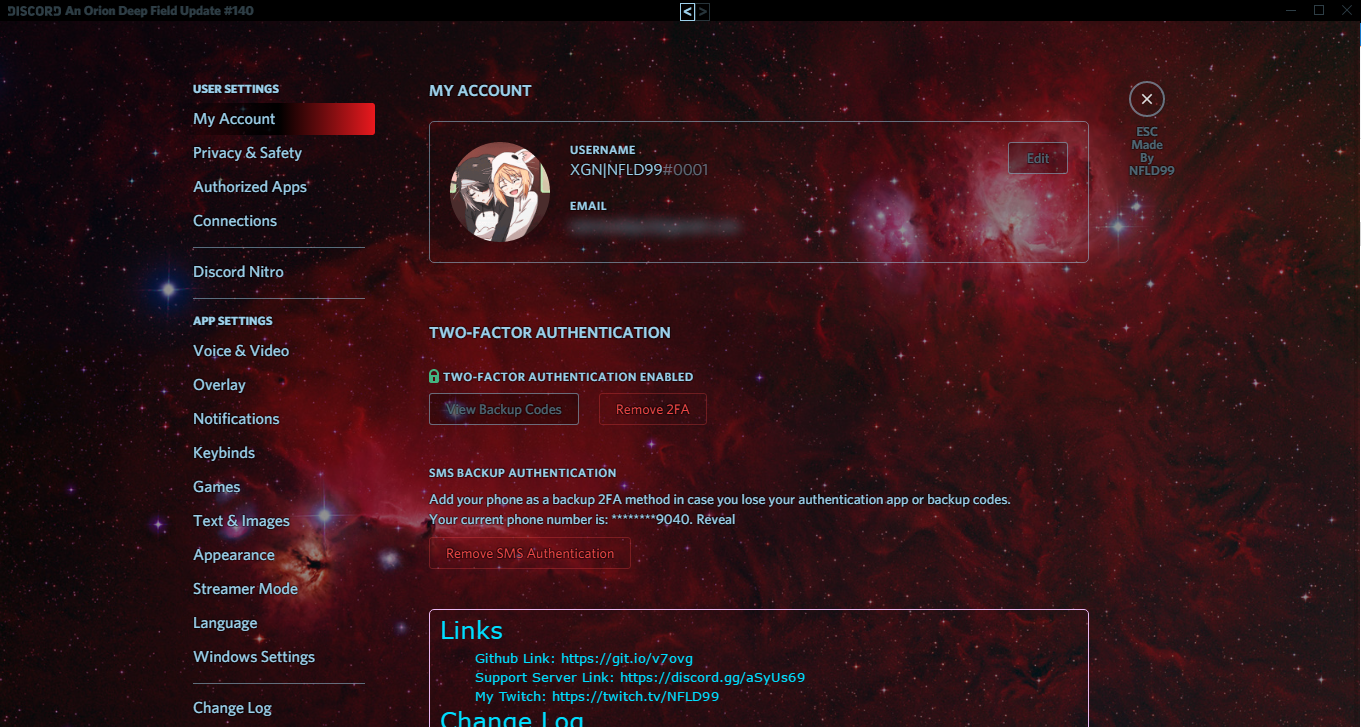 DISCORD An Orion Deep Field Update #140
< >
USER SETTINGS
My Account
Privacy & Safety
Authorized Apps
Connections
Discord Nitro
APP SETTINGS
Voice & Video
Overlay
Notifications
Keybinds
Games
Text & Images
Appearance
Streamer Mode
Language
Windows Settings
Change Log
MY ACCOUNT
USERNAME
XGN|NFLD99#0001
Edit
EMAIL
TWO-FACTOR AUTHENTICATION
TWO-FACTOR AUTHENTICATION ENABLED
View Backup Codes
Remove 2FA
SMS BACKUP AUTHENTICATION
Add your phone as a backup 2FA method in case you lose your authentication app or backup codes.
Your current phone number is: ********9040. Reveal
Remove SMS Authentication
Links
Github Link: https://git.io/v7ovg
Support Server Link: https://discord.gg/aSyUs69
My Twitch: https://twitch.tv/NFLD99
Change Log
ESC
Made
By
NFLD99